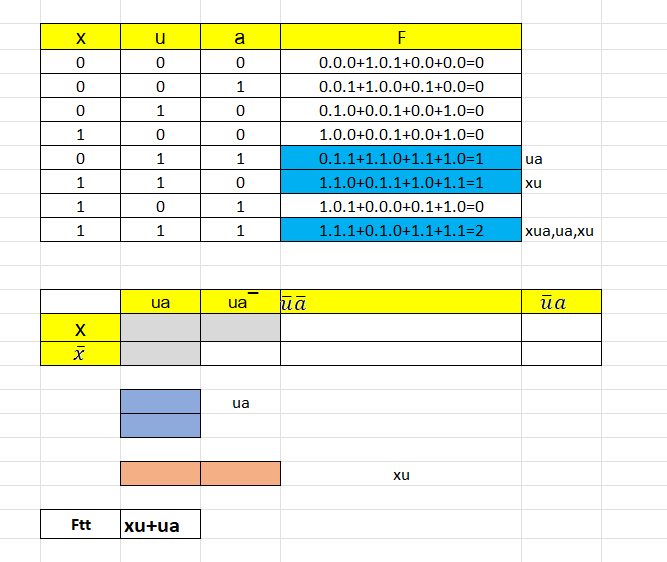 x u a F
0 0 0 0.0.0+1.0.1+0.0+0.0=0
0 0 1 0.0.1+1.0.0+0.1+0.0=0
0 1 0 0.1.0+0.0.1+0.0+1.0=0
1 0 0 1.0.0+0.0.1+0.0+1.0=0
0 1 1 0.1.1+1.1.0+1.1+1.0=1 ua
1 1 0 1.1.0+0.1.1+1.0+1.1=1 xu
1 0 1 1.0.1+0.0.0+0.1+1.0=0
1 1 1 1.1.1+0.1.0+1.1+1.1=2 xua,ua,xu
ua ua¯ ūā ūa
x
x̄
ua
xu
Ftt xu+ua